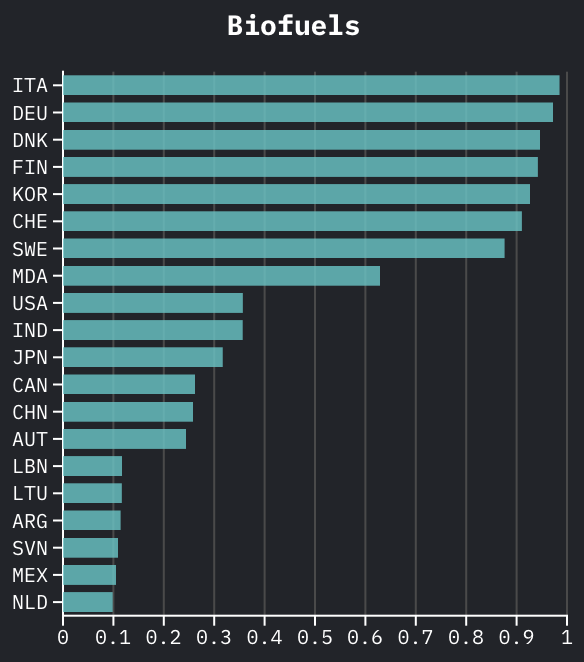 Biofuels
ITA
DEU
DNK
FIN
KOR
CHE
SWE
MDA
USA
IND
JPN
CAN
CHN
AUT
LBN
LTU
ARG
SVN
MEX
NLD
0 0.1 0.2 0.3 0.4 0.5 0.6 0.7 0.8 0.9 1